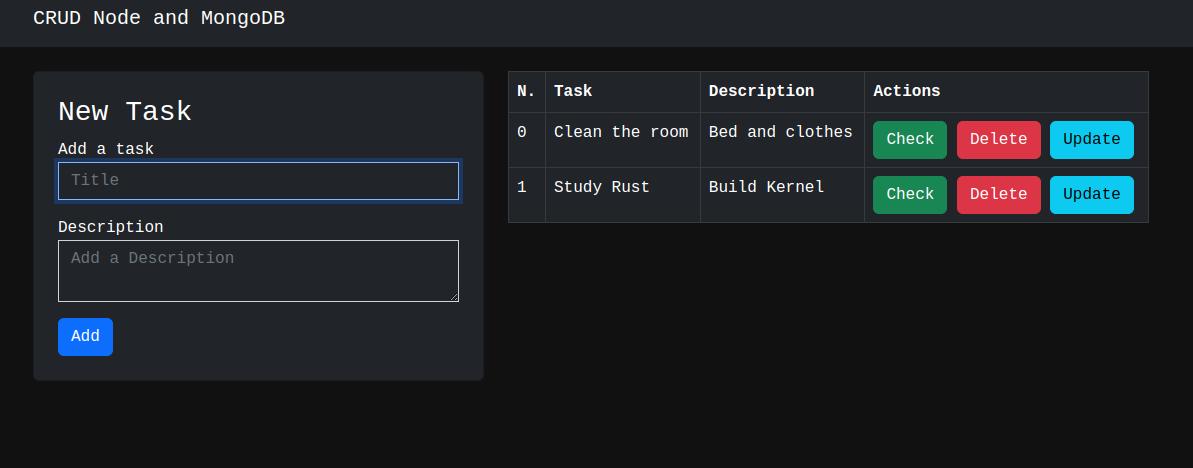 CRUD Node and MongoDB
New Task
Add a task
Title
Description
Add a Description
Add
N. Task Description Actions
0 Clean the room Bed and clothes Check Delete Update
1 Study Rust Build Kernel Check Delete Update